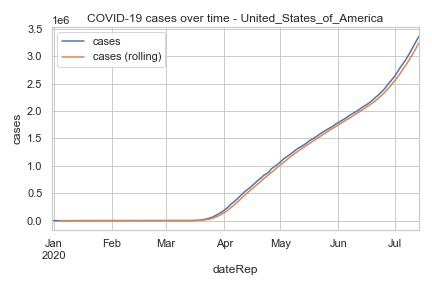 COVID-19 cases over time - United_States_of_America
1e6
3.5
3.0
2.5
2.0
1.5
1.0
0.5
0.0
cases
cases
cases (rolling)
Jan Feb Mar Apr May Jun Jul
2020
dateRep